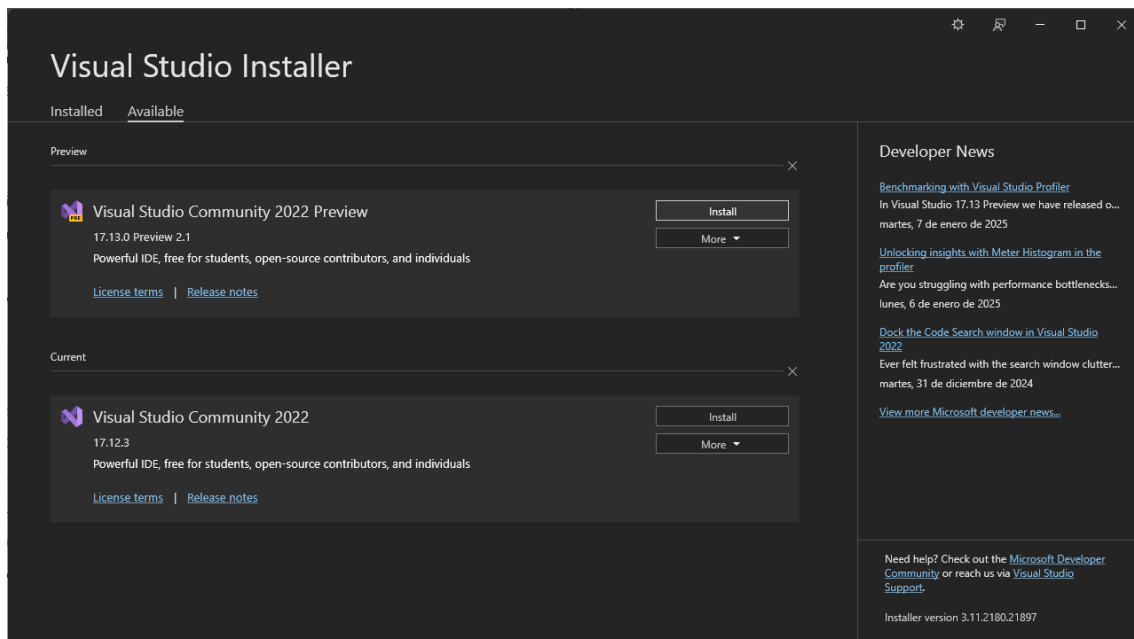 Visual Studio Installer
Installed Available
Preview
PRE
Visual Studio Community 2022 Preview
17.13.0 Preview 2.1
Powerful IDE, free for students, open-source contributors, and individuals
License terms | Release notes
Install
More
Current
Visual Studio Community 2022
17.12.3
Powerful IDE, free for students, open-source contributors, and individuals
License terms | Release notes
Install
More
Developer News
Benchmarking with Visual Studio Profiler
In Visual Studio 17.13 Preview we have released o...
martes, 7 de enero de 2025
Unlocking insights with Meter Histogram in the
profiler
Are you struggling with performance bottlenecks...
lunes, 6 de enero de 2025
Dock the Code Search window in Visual Studio
2022
Ever felt frustrated with the search window clutter...
martes, 31 de diciembre de 2024
View more Microsoft developer news...
Need help? Check out the Microsoft Developer
Community or reach us via Visual Studio
Support.
Installer version 3.11.2180.21897